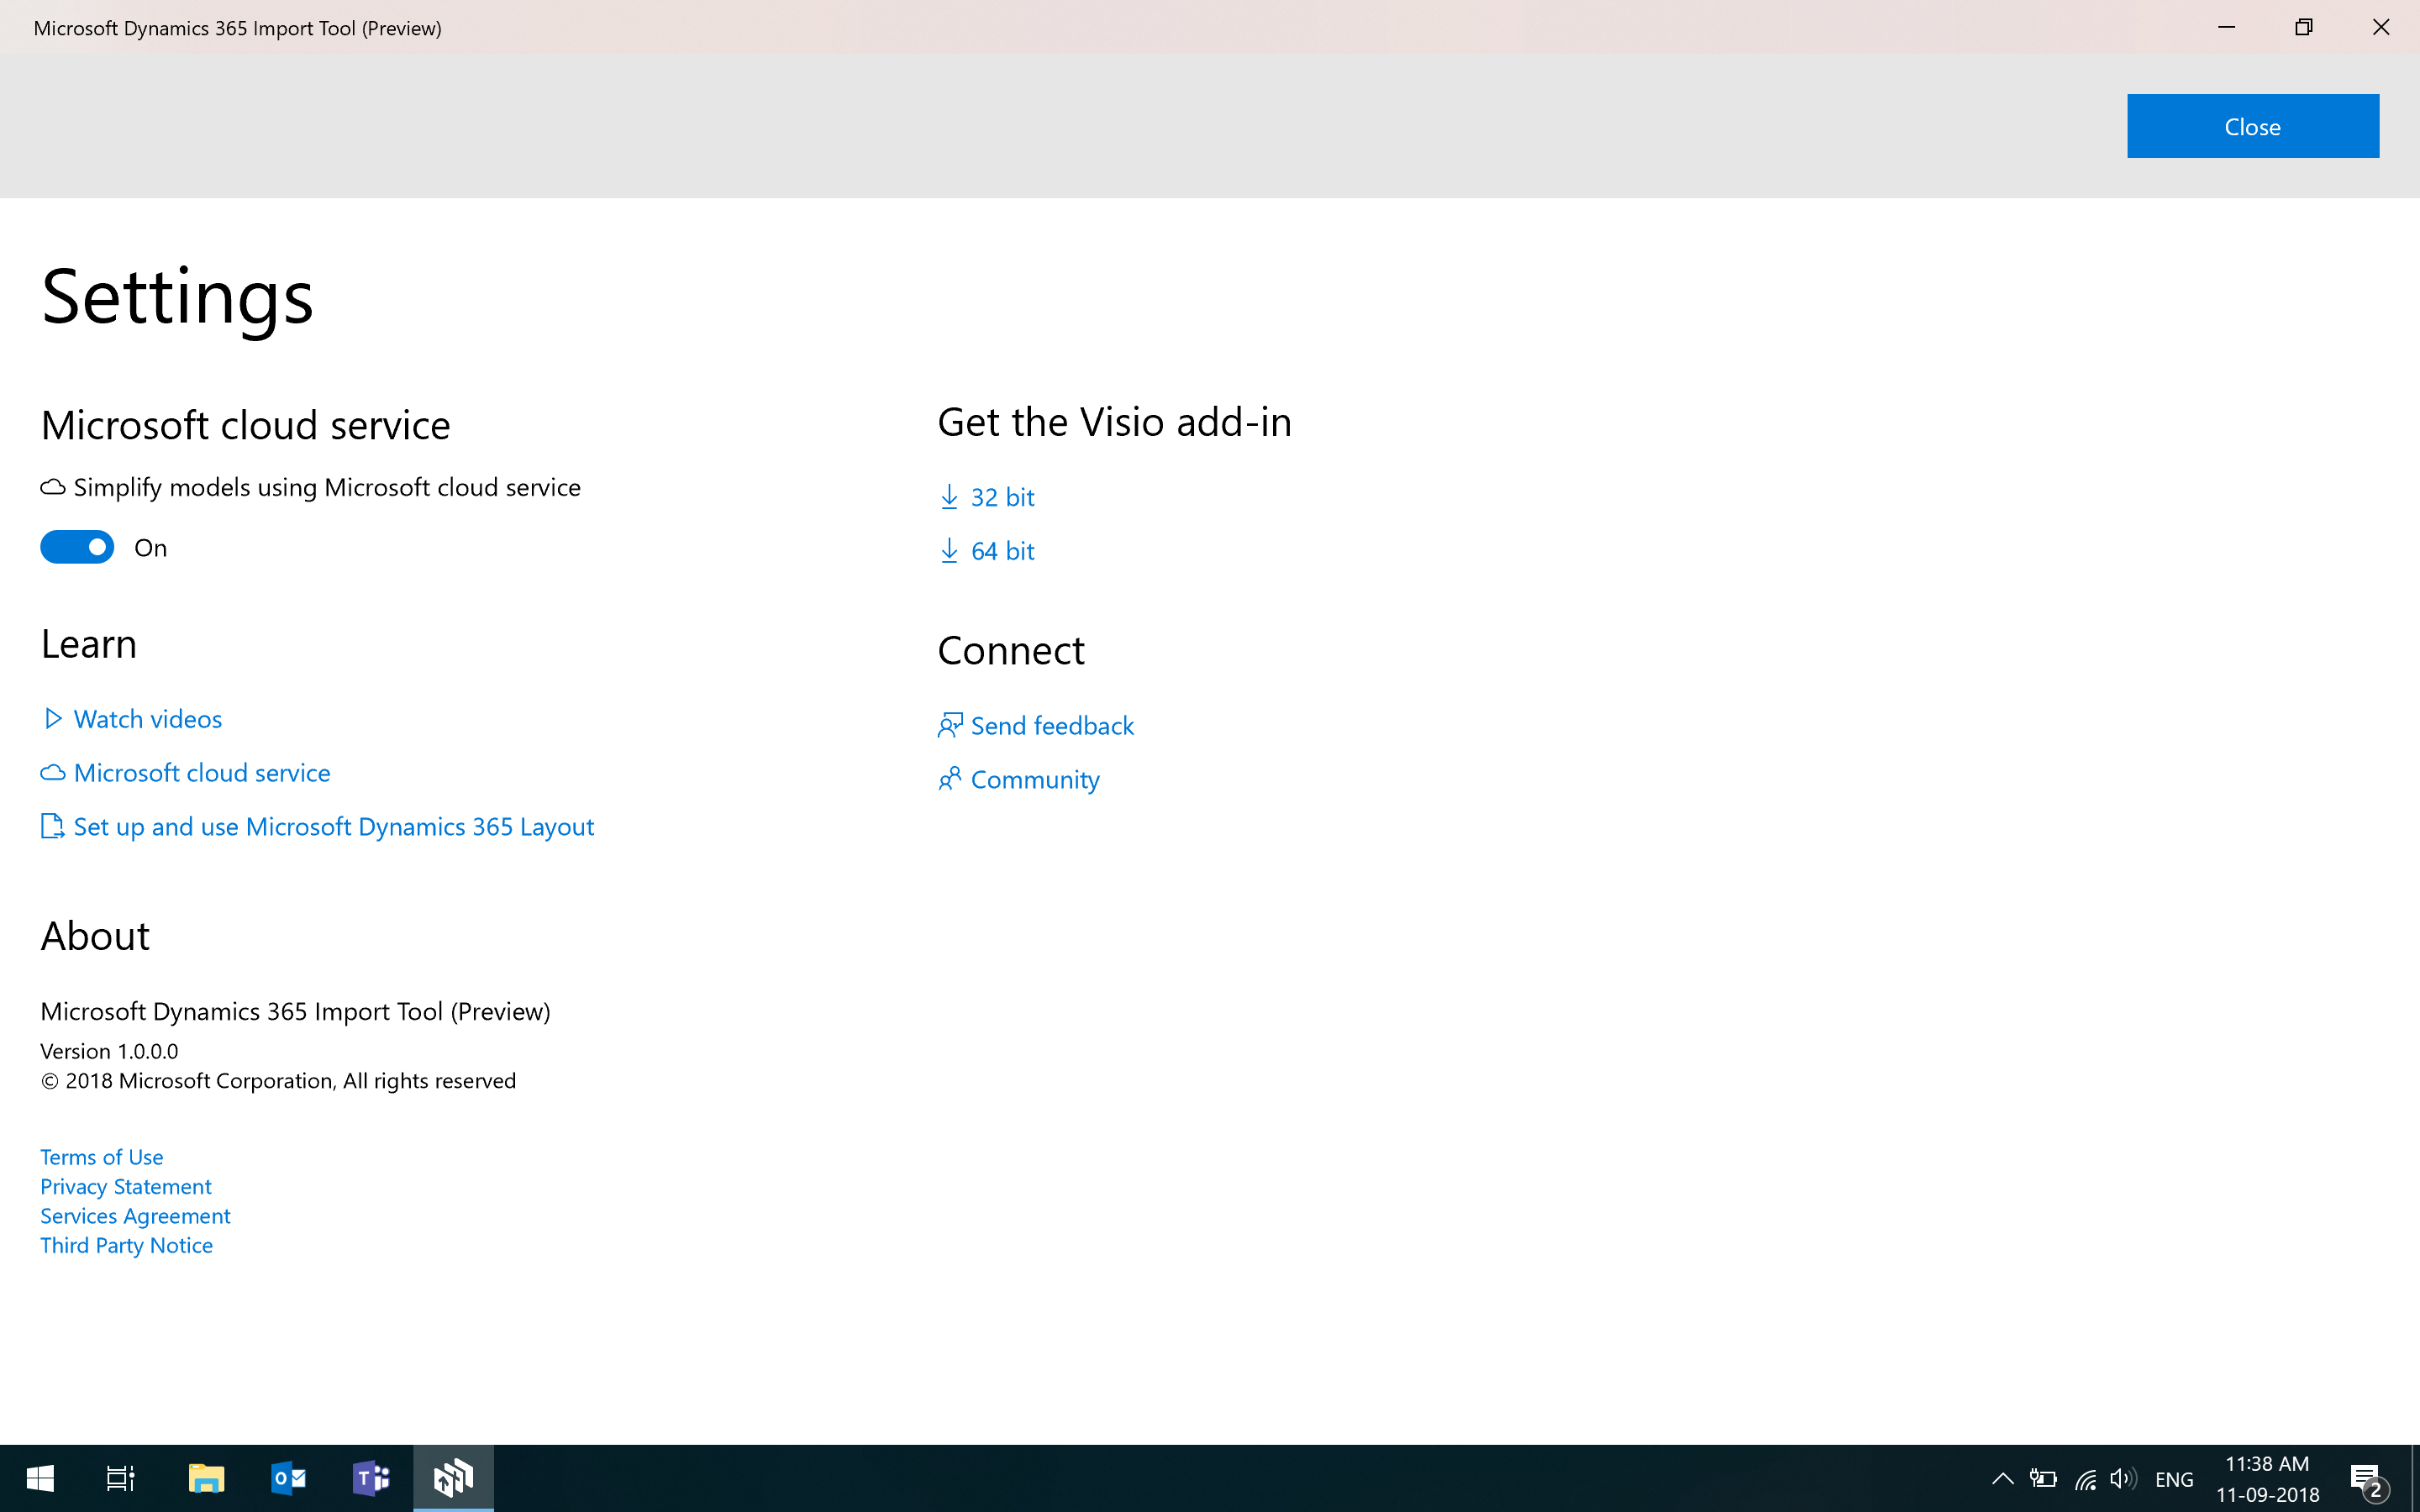 Microsoft Dynamics 365 Import Tool (Preview)
Close
Settings
Microsoft cloud service
Simplify models using Microsoft cloud service
On
Learn
Watch videos
Microsoft cloud service
Set up and use Microsoft Dynamics 365 Layout
About
Microsoft Dynamics 365 Import Tool (Preview)
Version 1.0.0.0
© 2018 Microsoft Corporation, All rights reserved
Terms of Use
Privacy Statement
Services Agreement
Third Party Notice
Get the Visio add-in
32 bit
64 bit
Connect
Send feedback
Community
ENG
11:38 AM
11-09-2018
2